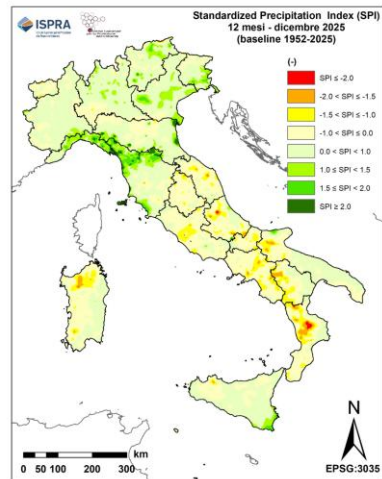 ISPRA
Standardized Precipitation Index (SPI)
12 mesi - dicembre 2025
(baseline 1952-2025)
(-)
SPI ≤ -2.0
-2.0 < SPI ≤ -1.5
-1.5 < SPI ≤ -1.0
-1.0 < SPI ≤ 0.0
0.0 < SPI < 1.0
1.0 ≤ SPI < 1.5
1.5 ≤ SPI < 2.0
SPI ≥ 2.0
N
km
0 50 100 200 300
EPSG:3035